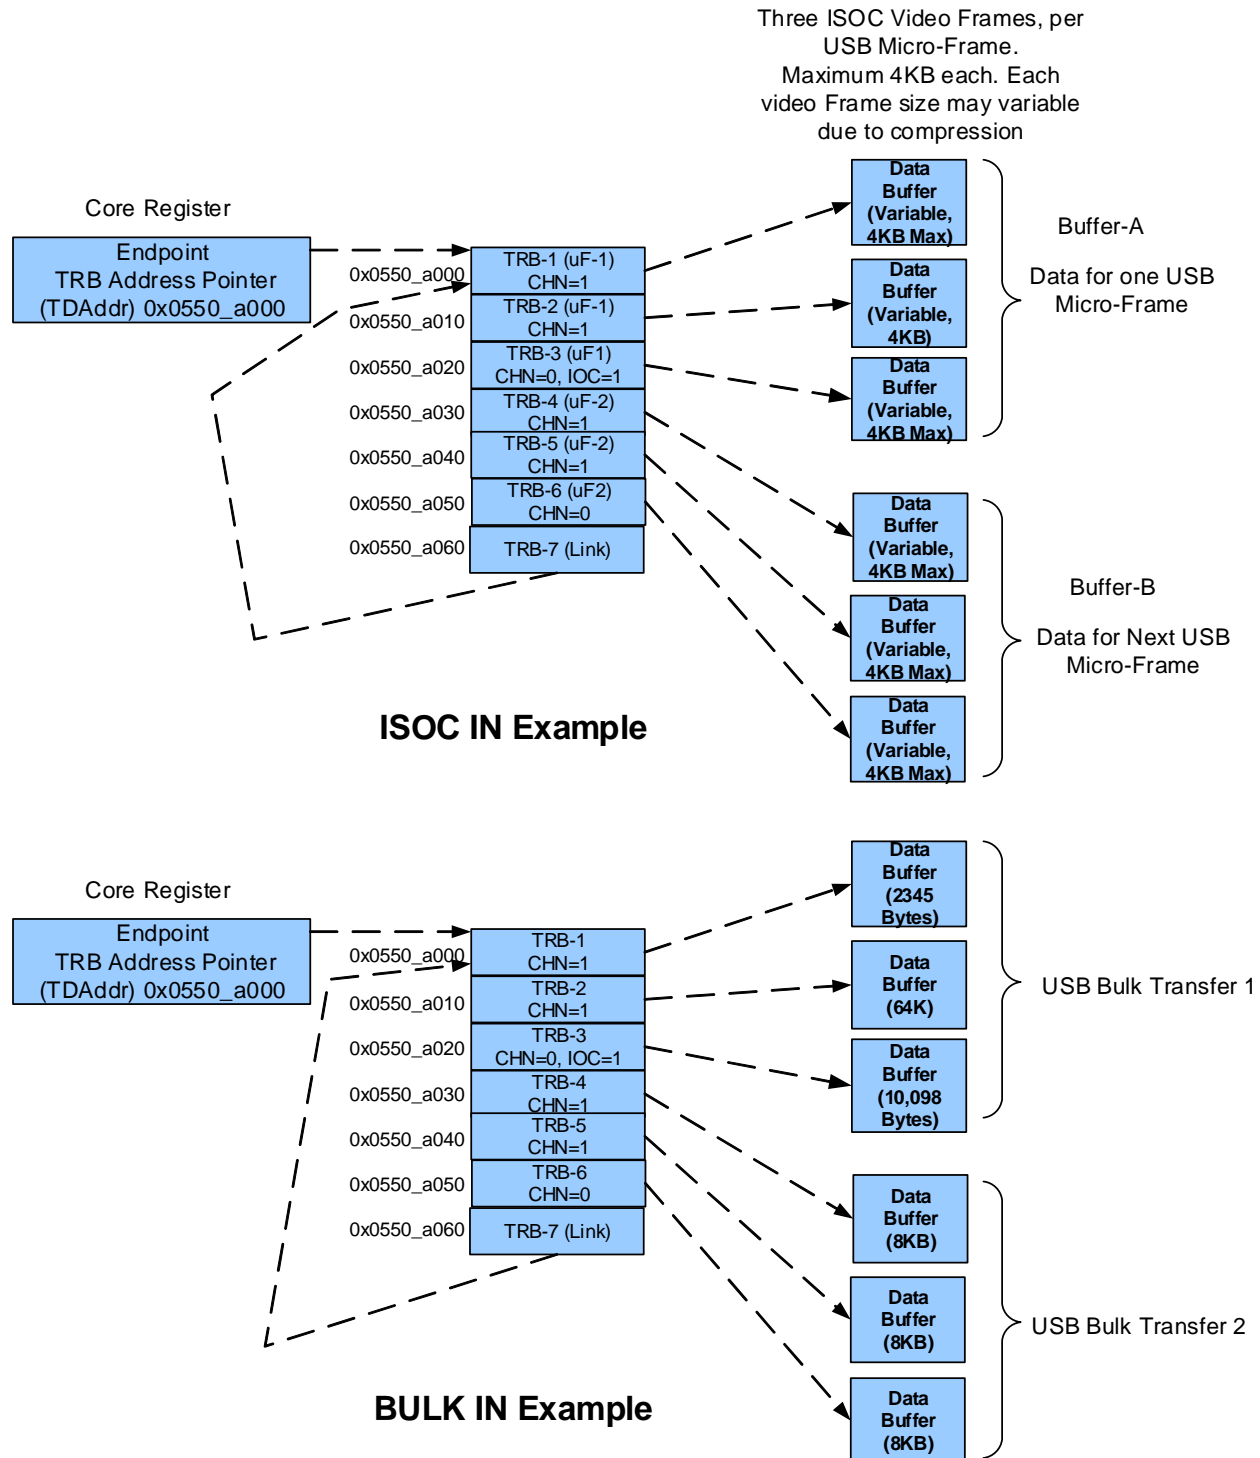 Three ISOC Video Frames, per
USB Micro-Frame.
Maximum 4KB each. Each
video Frame size may variable
due to compression
Core Register
Endpoint
TRB Address Pointer
(TDAddr) 0x0550_a000
0x0550_a000
TRB-1 (uF-1)
CHN=1
0x0550_a010
TRB-2 (uF-1)
CHN=1
0x0550_a020
TRB-3 (uF1)
CHN=0, IOC=1
0x0550_a030
TRB-4 (uF-2)
CHN=1
0x0550_a040
TRB-5 (uF-2)
CHN=1
0x0550_a050
TRB-6 (uF2)
CHN=0
0x0550_a060
TRB-7 (Link)
Data
Buffer
(Variable,
4KB Max)
Data
Buffer
(Variable,
4KB)
Data
Buffer
(Variable,
4KB Max)
Buffer-A
Data for one USB
Micro-Frame
Data
Buffer
(Variable,
4KB Max)
Data
Buffer
(Variable,
4KB Max)
Data
Buffer
(Variable,
4KB Max)
Buffer-B
Data for Next USB
Micro-Frame
ISOC IN Example
Core Register
Endpoint
TRB Address Pointer
(TDAddr) 0x0550_a000
0x0550_a000
TRB-1
CHN=1
0x0550_a010
TRB-2
CHN=1
0x0550_a020
TRB-3
CHN=0, IOC=1
0x0550_a030
TRB-4
CHN=1
0x0550_a040
TRB-5
CHN=1
0x0550_a050
TRB-6
CHN=0
0x0550_a060
TRB-7 (Link)
Data
Buffer
(2345
Bytes)
Data
Buffer
(64K)
Data
Buffer
(10,098
Bytes)
USB Bulk Transfer 1
Data
Buffer
(8KB)
Data
Buffer
(8KB)
Data
Buffer
(8KB)
USB Bulk Transfer 2
BULK IN Example